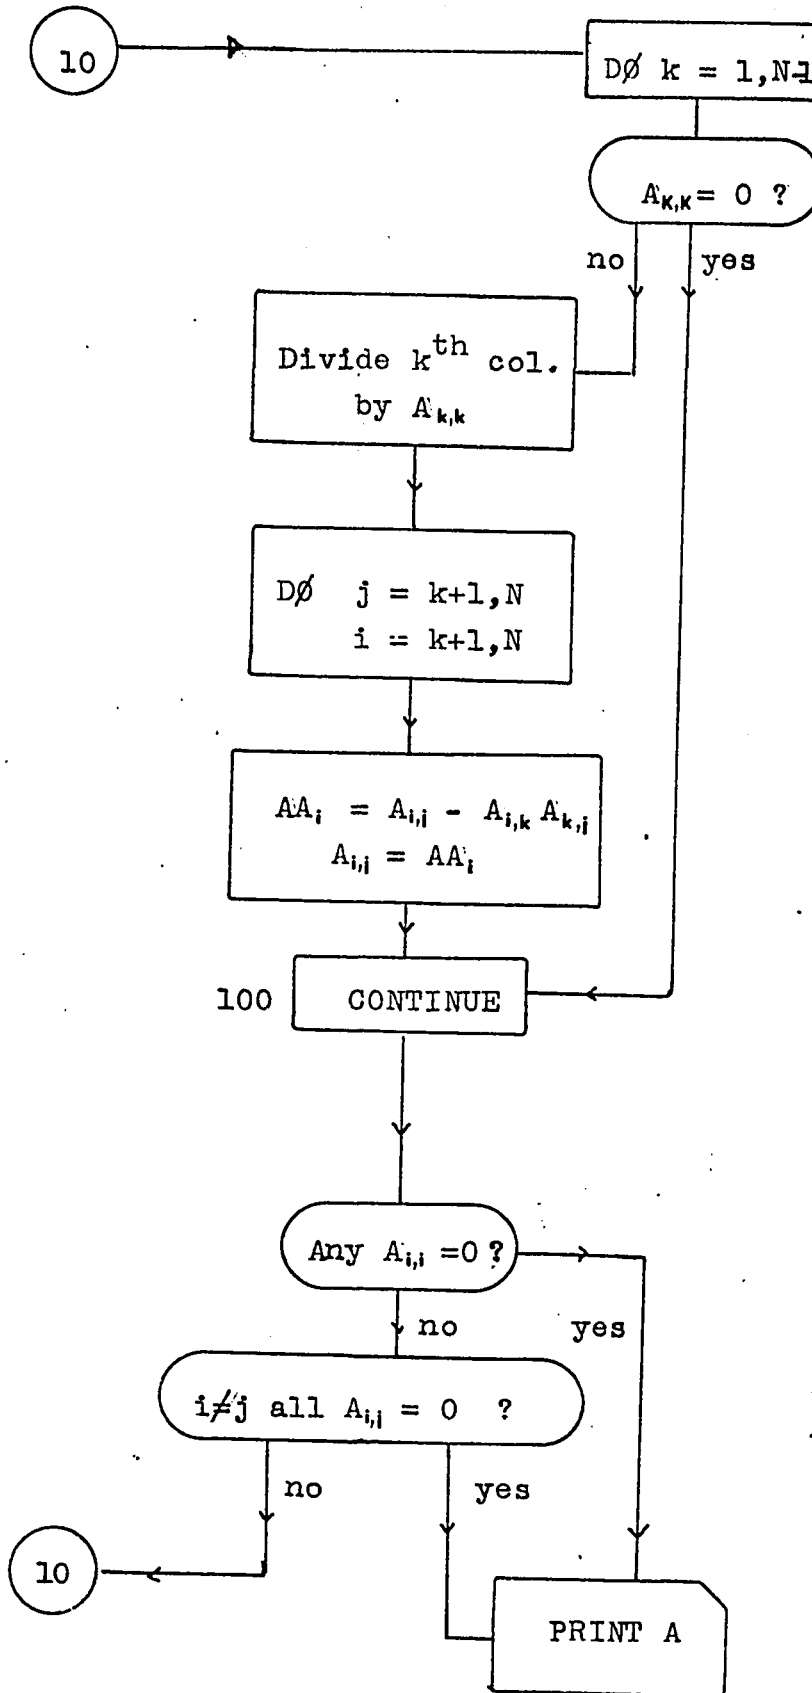 10
DØ k = 1,N-1
A_{K,K} = 0 ?
no
yes
Divide k^{th} col.
by A_{k,k}
DØ j = k+1,N
i = k+1,N
AA_i = A_{i,j} - A_{i,k} A_{k,j}
A_{i,j} = AA_i
100
CONTINUE
Any A_{i,i} =0 ?
no
yes
i≠j all A_{i,j} = 0 ?
no
yes
10
PRINT A